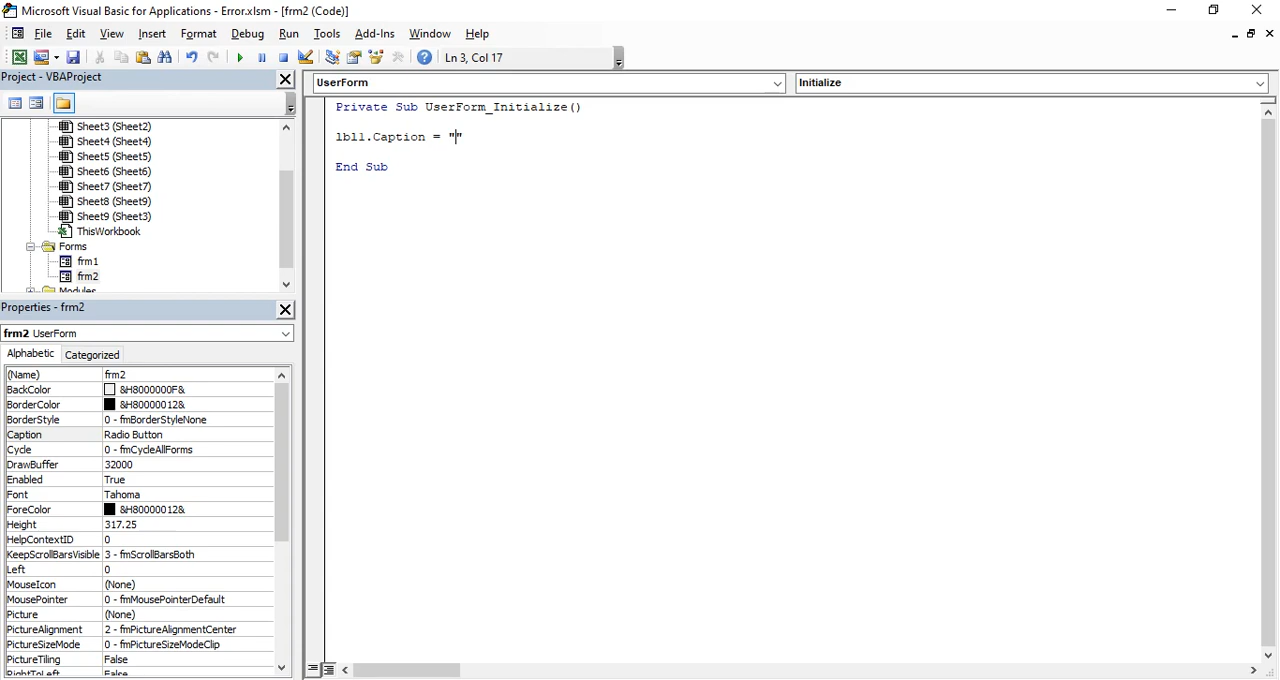 Microsoft Visual Basic for Applications - Error.xlsm - [frm2 (Code)]
File Edit View Insert Format Debug Run Tools Add-Ins Window Help
Ln 3, Col 17
Project - VBAProject
Sheet3 (Sheet2)
Sheet4 (Sheet4)
Sheet5 (Sheet5)
Sheet6 (Sheet6)
Sheet7 (Sheet7)
Sheet8 (Sheet9)
Sheet9 (Sheet3)
ThisWorkbook
Forms
frm1
frm2
Modules
Properties - frm2
frm2 UserForm
Alphabetic Categorized
(Name) frm2
BackColor &H8000000F&
BorderColor &H80000012&
BorderStyle 0 - fmBorderStyleNone
Caption Radio Button
Cycle 0 - fmCycleAllForms
DrawBuffer 32000
Enabled True
Font Tahoma
ForeColor &H80000012&
Height 317.25
HelpContextID 0
KeepScrollBarsVisible 3 - fmScrollBarsBoth
Left 0
MouseIcon (None)
MousePointer 0 - fmMousePointerDefault
Picture (None)
PictureAlignment 2 - fmPictureAlignmentCenter
PictureSizeMode 0 - fmPictureSizeModeClip
PictureTiling False
RightToLeft False
UserForm Initialize
Private Sub UserForm_Initialize()
lbl1.Caption = ""
End Sub